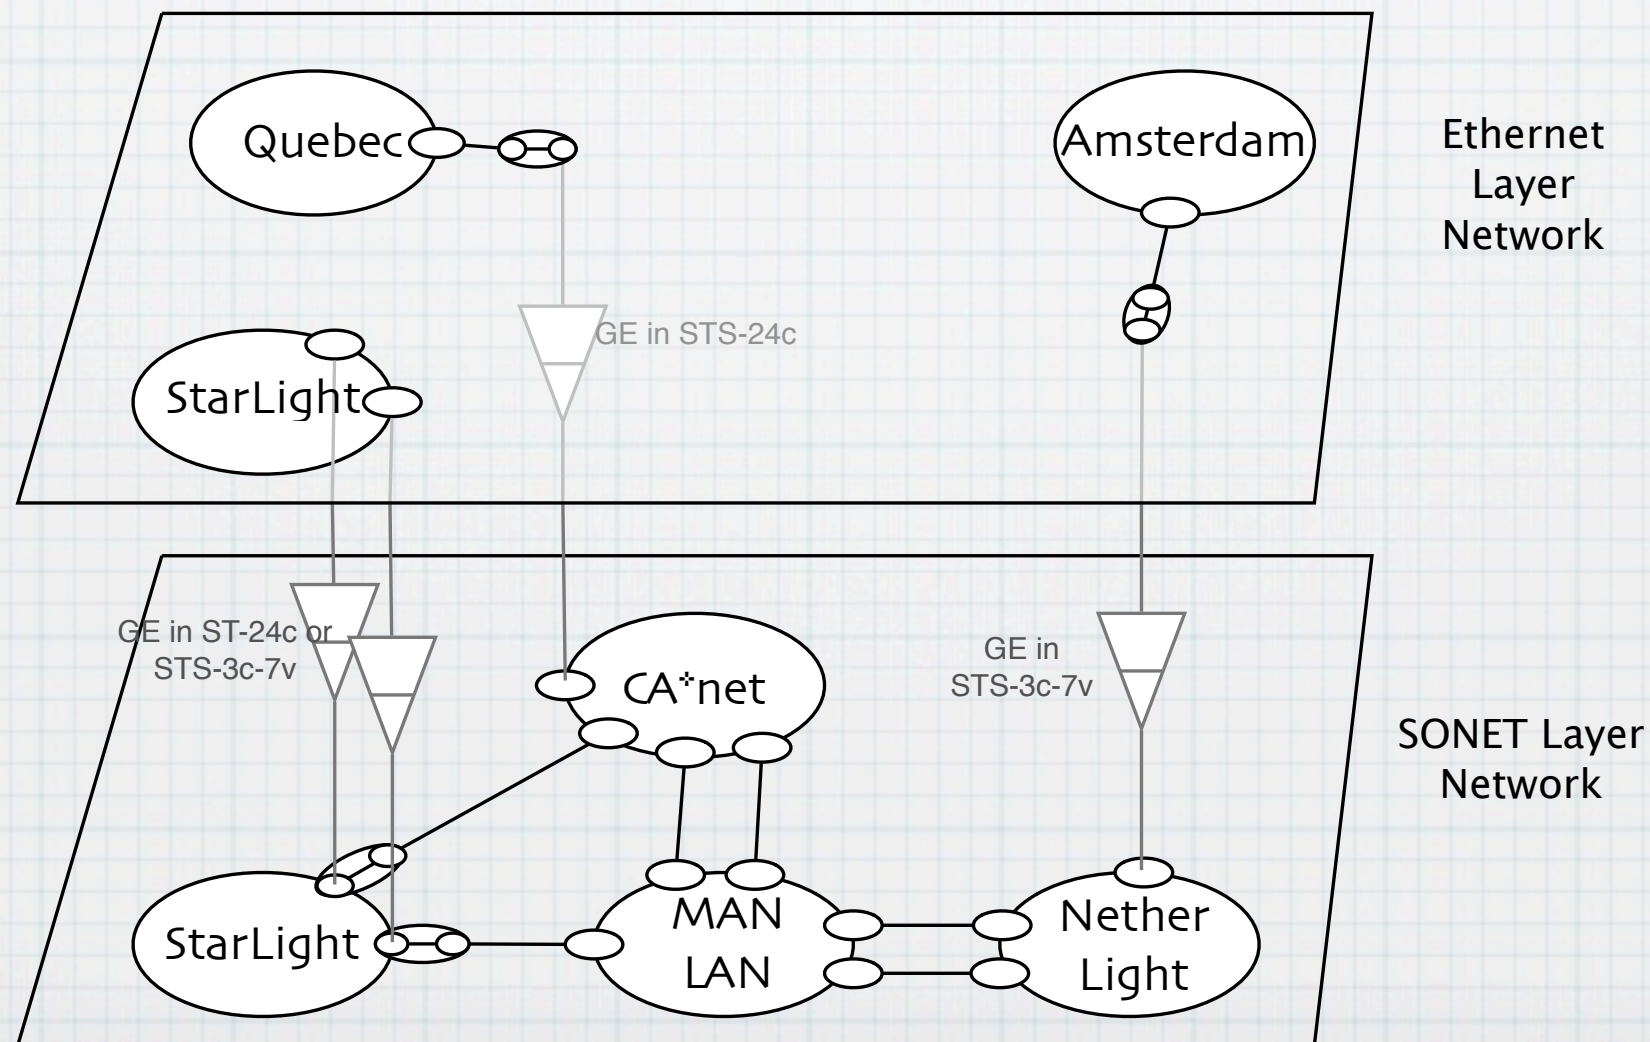 Quebec
Amsterdam
Ethernet
Layer
Network
GE in STS-24c
StarLight
GE in ST-24c or
STS-3c-7v
GE in
STS-3c-7v
CA*net
SONET Layer
Network
StarLight
MAN
LAN
Nether
Light